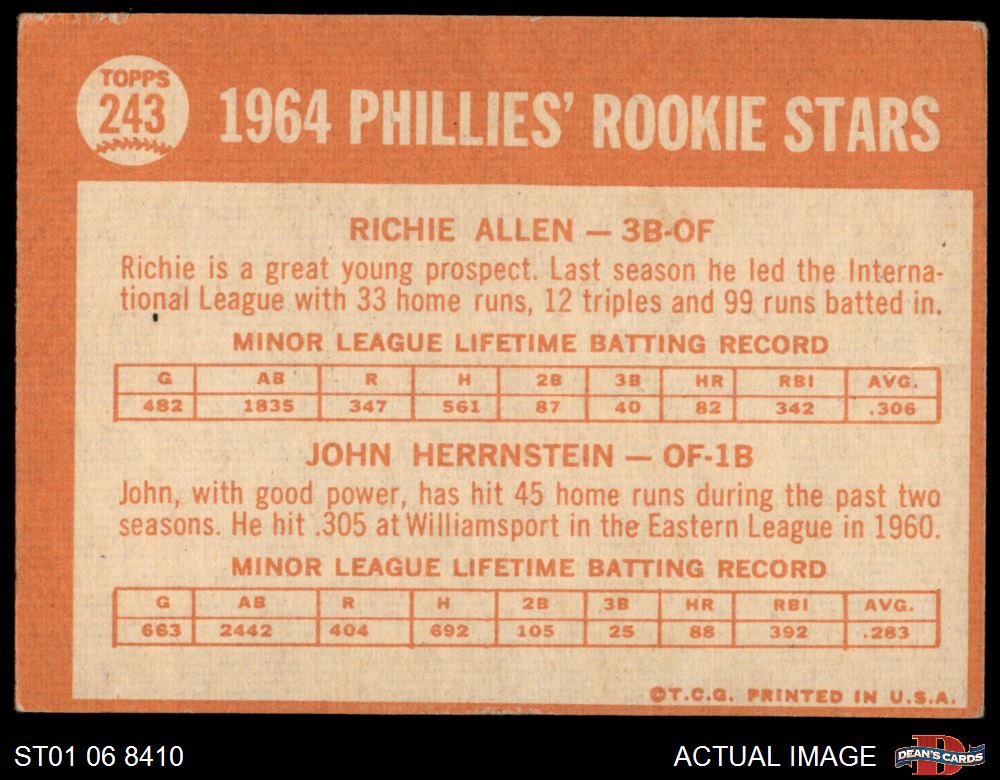 TOPPS
243
1964 PHILLIES' ROOKIE STARS
RICHIE ALLEN — 3B-OF
Richie is a great young prospect. Last season he led the Interna-
tional League with 33 home runs, 12 triples and 99 runs batted in.
MINOR LEAGUE LIFETIME BATTING RECORD
G AB R H 2B 3B HR RBI AVG.
482 1835 347 561 87 40 82 342 .306
JOHN HERRNSTEIN — OF-1B
John, with good power, has hit 45 home runs during the past two
seasons. He hit .305 at Williamsport in the Eastern League in 1960.
MINOR LEAGUE LIFETIME BATTING RECORD
G AB R H 2B 3B HR RBI AVG.
663 2442 404 692 105 25 88 392 .283
©T.C.G. PRINTED IN U.S.A.
ST01 06 8410
ACTUAL IMAGE
D
DEAN'S CARDS